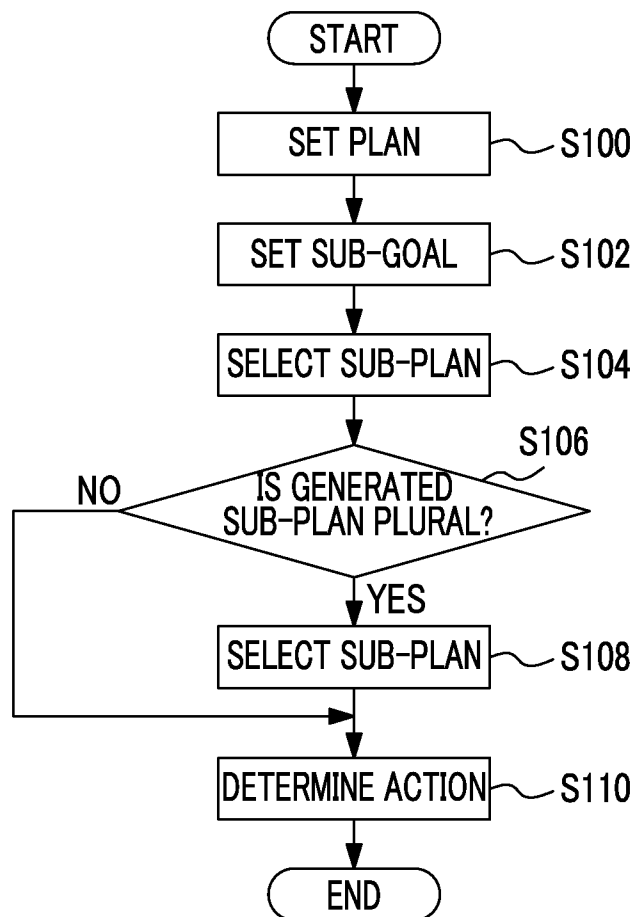 START
SET PLAN
S100
SET SUB-GOAL
S102
SELECT SUB-PLAN
S104
S106
IS GENERATED
SUB-PLAN PLURAL?
NO
YES
SELECT SUB-PLAN
S108
DETERMINE ACTION
S110
END